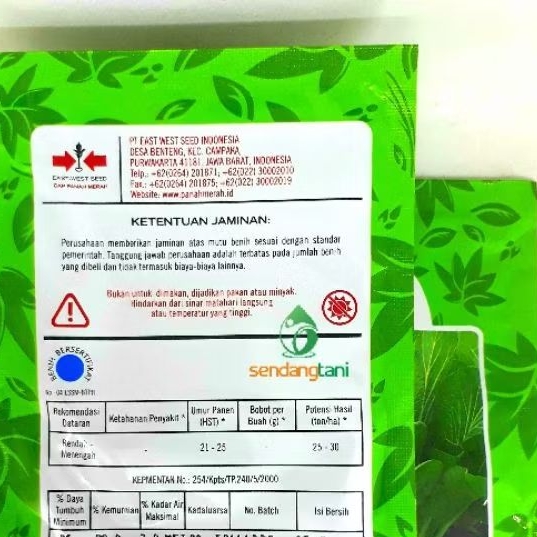 EAST-WEST SEED
CAP PANAH MERAH
PT EAST WEST SEED INDONESIA
DESA BENTENG, KEC. CAMPAKA,
PURWAKARTA 41181, JAWA BARAT, INDONESIA
Telp.: +62(0264) 201871; +62(022) 30002010
Fax.: +62(0264) 201875; +62(022) 30002019
Website: www.panahmerah.id
KETENTUAN JAMINAN:
Perusahaan memberikan jaminan atas mutu benih sesuai dengan standar
pemerintah. Tanggung jawab perusahaan adalah terbatas pada jumlah benih
yang dibeli dan tidak termasuk biaya-biaya lainnya.
Bukan untuk dimakan, dijadikan pakan atau minyak.
Hindarkan dari sinar matahari langsung
atau temperatur yang tinggi.
sendangtani
BENIH BERSERTIFIKAT
Rekomendasi Dataran
Ketahanan Penyakit *
Umur Panen (HST) *
Bobot per Buah (g) *
Potensi Hasil (ton/ha) *
Rendah - Menengah
-
21 - 25
-
25 - 30
KEPMENTAN No.: 254/Kpts/TP.240/5/2000
% Daya Tumbuh Minimum
% Kemurnian
% Kadar Air Maksimal
Kadaluarsa
No. Batch
Isi Bersih